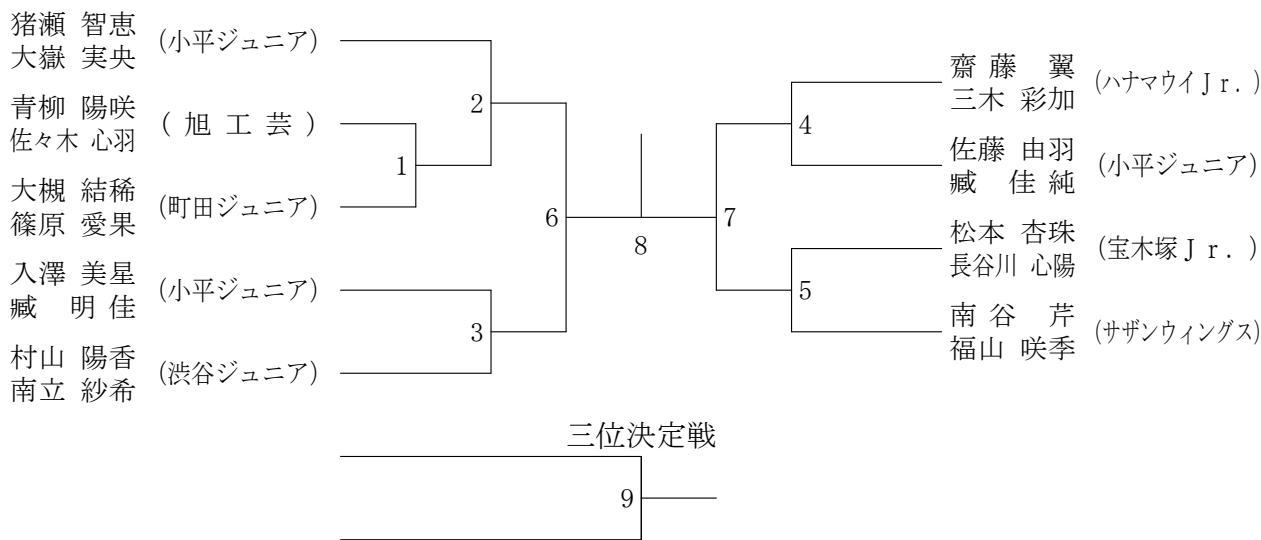 猪瀬 智恵
大嶽 実央
(小平ジュニア)
青柳 陽咲
佐々木 心羽
(旭工芸)
大槻 結稀
篠原 愛果
(町田ジュニア)
入澤 美星
臧 明佳
(小平ジュニア)
村山 陽香
南立 紗希
(渋谷ジュニア)
2
1
6
3
8
7
4
5
齋藤 翼
三木 彩加
(ハナマウイJr.)
佐藤 由羽
臧 佳純
(小平ジュニア)
松本 杏珠
長谷川 心陽
(宝木塚Jr.)
南谷 芹
福山 咲季
(サザンウィングス)
三位決定戦
9